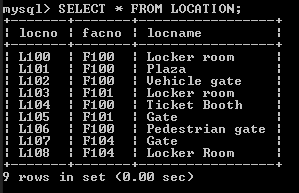 mysql> SELECT * FROM LOCATION;
locno facno locname
L100 F100 Locker room
L101 F100 Plaza
L102 F100 Vehicle gate
L103 F101 Locker room
L104 F100 Ticket Booth
L105 F101 Gate
L106 F100 Pedestrian gate
L107 F104 Gate
L108 F104 Locker Room
9 rows in set (0.00 sec)